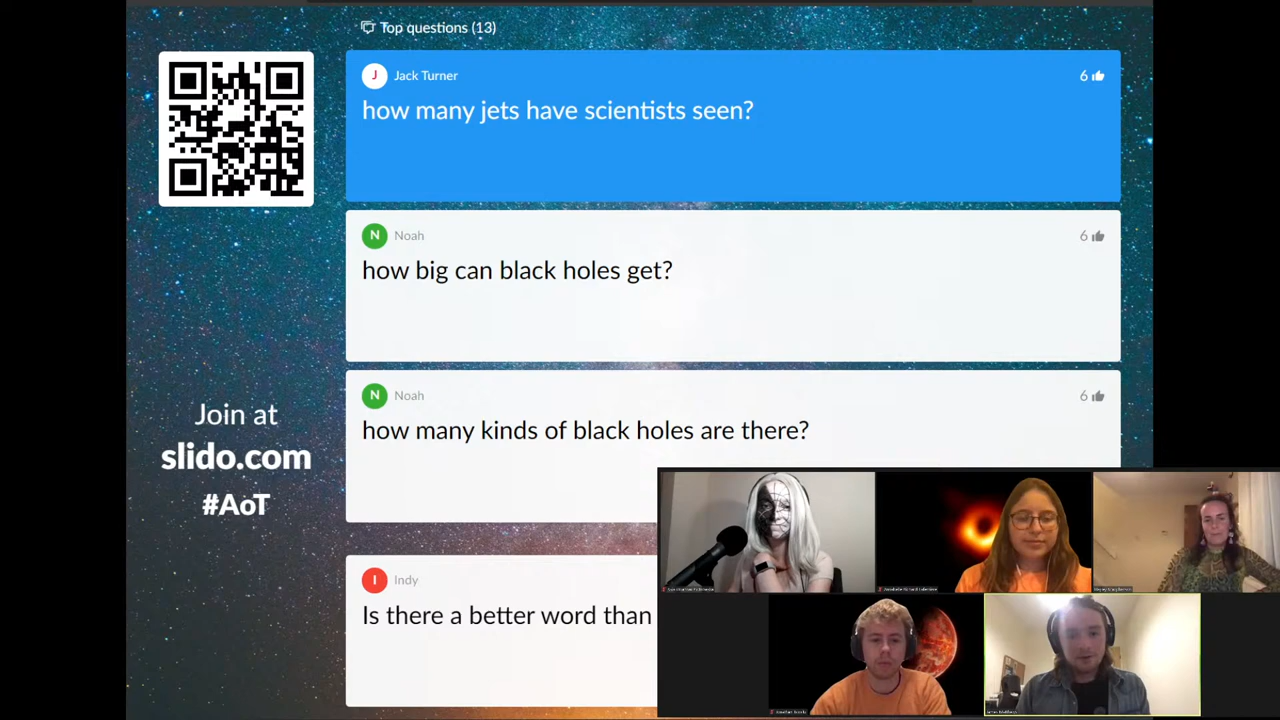 Top questions (13)
J Jack Turner 6
how many jets have scientists seen?
N Noah 6
how big can black holes get?
N Noah 6
how many kinds of black holes are there?
I Indy
Is there a better word than
Join at
slido.com
#AoT